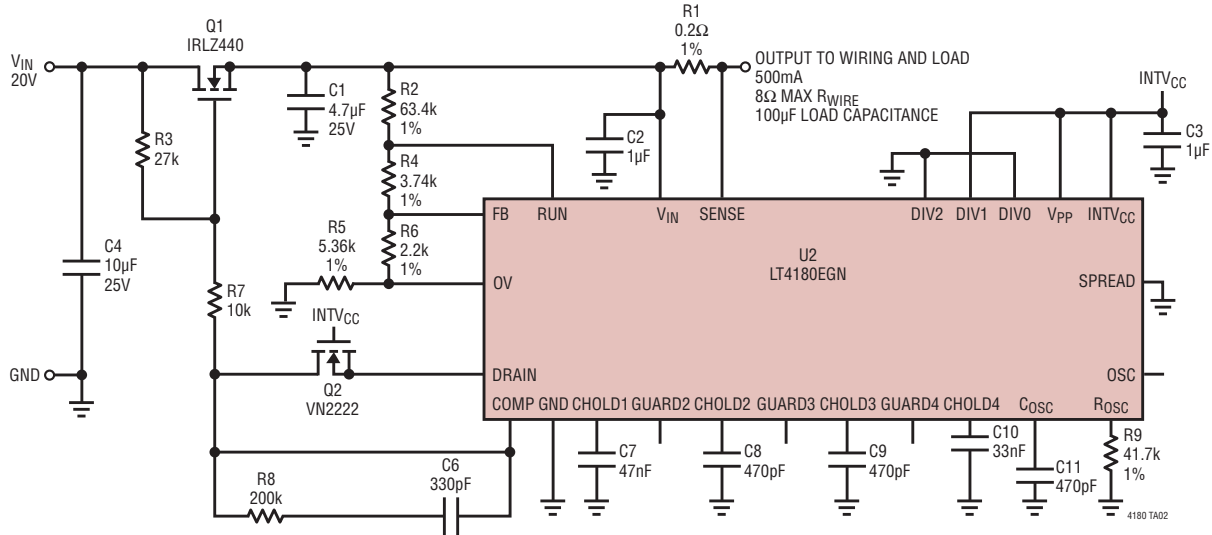 Q1
IRLZ440
VIN
20V
R1
0.2Ω
1%
OUTPUT TO WIRING AND LOAD
500mA
8Ω MAX RWIRE
100µF LOAD CAPACITANCE
C1
4.7µF
25V
R2
63.4k
1%
R3
27k
C2
1µF
INTVCC
C3
1µF
R4
3.74k
1%
FB
RUN
VIN
SENSE
DIV2
DIV1
DIV0
VPP
INTVCC
C4
10µF
25V
R5
5.36k
1%
R6
2.2k
1%
U2
LT4180EGN
OV
SPREAD
R7
10k
INTVCC
GND
Q2
VN2222
DRAIN
OSC
COMP
GND
CHOLD1
GUARD2
CHOLD2
GUARD3
CHOLD3
GUARD4
CHOLD4
COSC
ROSC
C7
47nF
C8
470pF
C9
470pF
C10
33nF
C11
470pF
R9
41.7k
1%
R8
200k
C6
330pF
4180 TA02